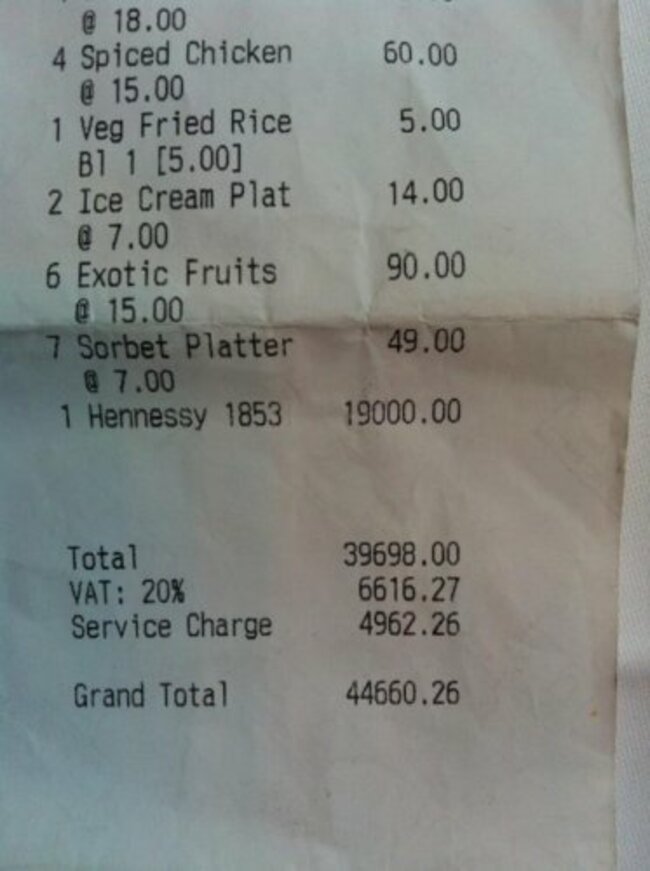 @ 18.00
4 Spiced Chicken 60.00
@ 15.00
1 Veg Fried Rice 5.00
Bl 1 [5.00]
2 Ice Cream Plat 14.00
@ 7.00
6 Exotic Fruits 90.00
@ 15.00
7 Sorbet Platter 49.00
@ 7.00
1 Hennessy 1853 19000.00
Total 39698.00
VAT: 20% 6616.27
Service Charge 4962.26
Grand Total 44660.26